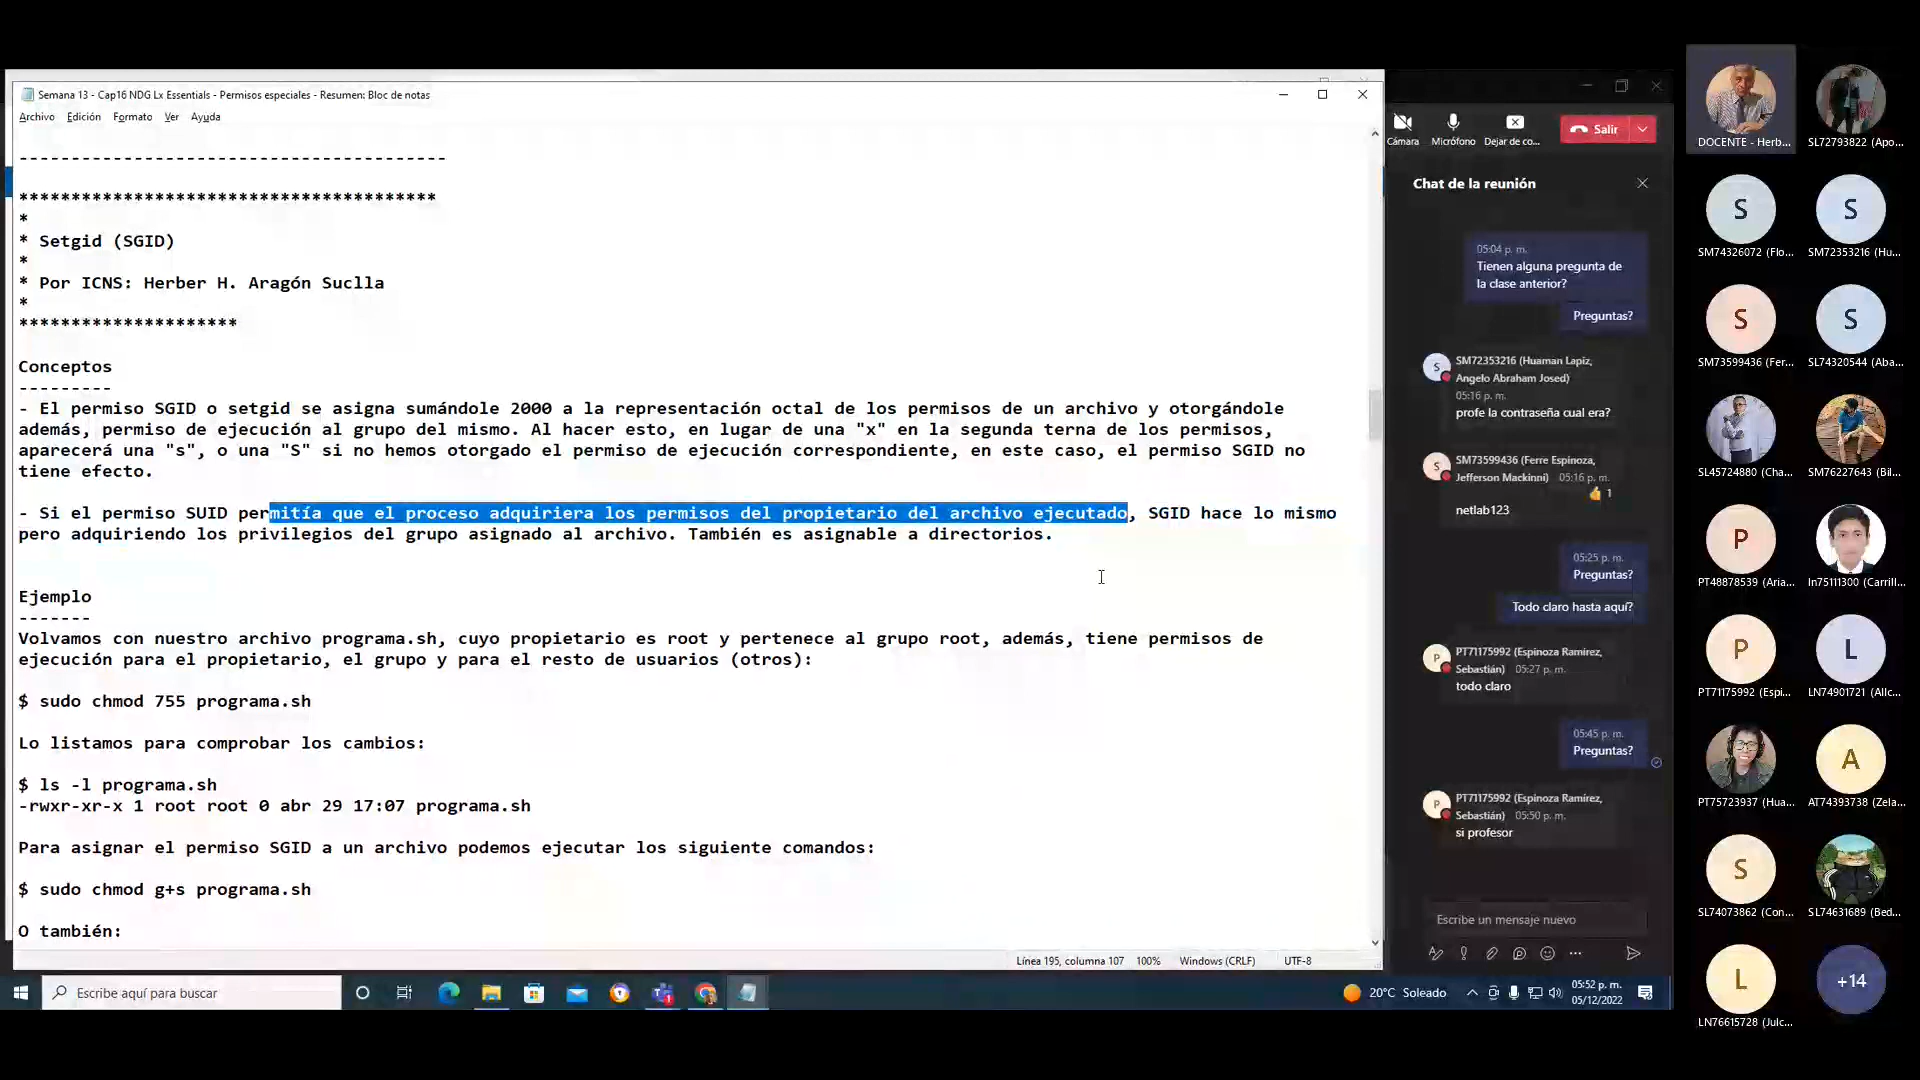 Semana 13 - Cap16 NDG Lx Essentials - Permisos especiales - Resumen: Bloc de notas
Archivo Edición Formato Ver Ayuda
-----------------------------------------
****************************************
*
* Setgid (SGID)
*
* Por ICNS: Herber H. Aragón Suclla
*
*********************
Conceptos
---------
- El permiso SGID o setgid se asigna sumándole 2000 a la representación octal de los permisos de un archivo y otorgándole
además, permiso de ejecución al grupo del mismo. Al hacer esto, en lugar de una "x" en la segunda terna de los permisos,
aparecerá una "s", o una "S" si no hemos otorgado el permiso de ejecución correspondiente, en este caso, el permiso SGID no
tiene efecto.
- Si el permiso SUID permitía que el proceso adquiriera los permisos del propietario del archivo ejecutado, SGID hace lo mismo
pero adquiriendo los privilegios del grupo asignado al archivo. También es asignable a directorios.
Ejemplo
-------
Volvamos con nuestro archivo programa.sh, cuyo propietario es root y pertenece al grupo root, además, tiene permisos de
ejecución para el propietario, el grupo y para el resto de usuarios (otros):
$ sudo chmod 755 programa.sh
Lo listamos para comprobar los cambios:
$ ls -l programa.sh
-rwxr-xr-x 1 root root 0 abr 29 17:07 programa.sh
Para asignar el permiso SGID a un archivo podemos ejecutar los siguiente comandos:
$ sudo chmod g+s programa.sh
O también:
Línea 195, columna 107 100% Windows (CRLF) UTF-8
Cámara Micrófono Dejar de co... Salir
Chat de la reunión
05:04 p. m.
Tienen alguna pregunta de
la clase anterior?
Preguntas?
S SM72353216 (Huaman Lapiz,
Angelo Abraham Josed)
05:16 p. m.
profe la contraseña cual era?
S SM73599436 (Ferre Espinoza,
Jefferson Mackinni) 05:16 p. m.
1
netlab123
05:25 p. m.
Preguntas?
Todo claro hasta aquí?
P PT71175992 (Espinoza Ramirez,
Sebastián) 05:27 p. m.
todo claro
05:45 p. m.
Preguntas?
P PT71175992 (Espinoza Ramirez,
Sebastián) 05:50 p. m.
si profesor
Escribe un mensaje nuevo
Escribe aquí para buscar
20°C Soleado
05:52 p. m.
05/12/2022
DOCENTE - Herb... SL72793822 (Apo...
S S
SM74326072 (Flo... SM72353216 (Hu...
S S
SM73599436 (Fer... SL74320544 (Aba...
SL45724880 (Cha... SM76227643 (Bil...
P
PT48878539 (Aria... In75111300 (Carrill...
P L
PT71175992 (Espi... LN74901721 (Allc...
A
PT75723937 (Hua... AT74393738 (Zela...
S
SL74073862 (Con... SL74631689 (Bed...
L +14
LN76615728 (Julc...